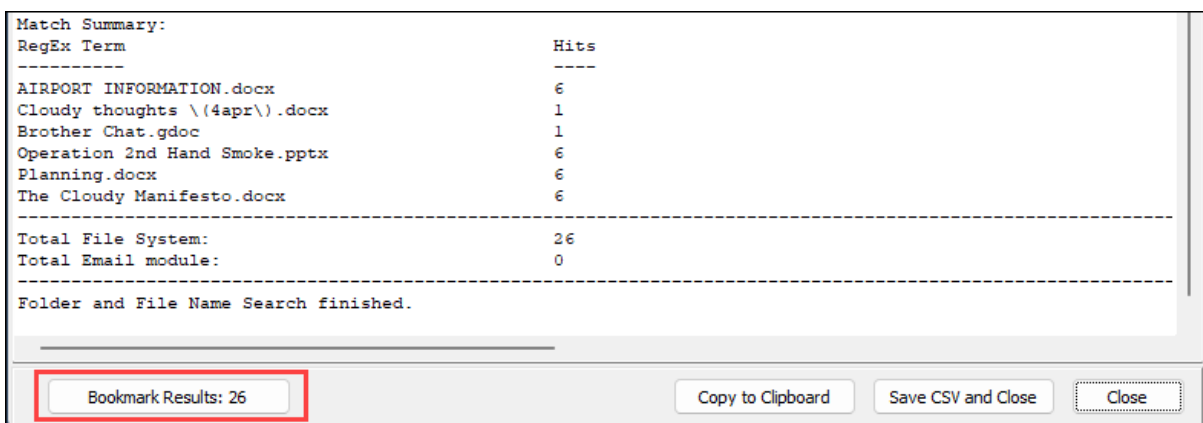 Match Summary:
RegEx Term Hits
---------- ----
AIRPORT INFORMATION.docx 6
Cloudy thoughts \(4apr\).docx 1
Brother Chat.gdoc 1
Operation 2nd Hand Smoke.pptx 6
Planning.docx 6
The Cloudy Manifesto.docx 6
Total File System: 26
Total Email module: 0
Folder and File Name Search finished.
Bookmark Results: 26 Copy to Clipboard Save CSV and Close Close